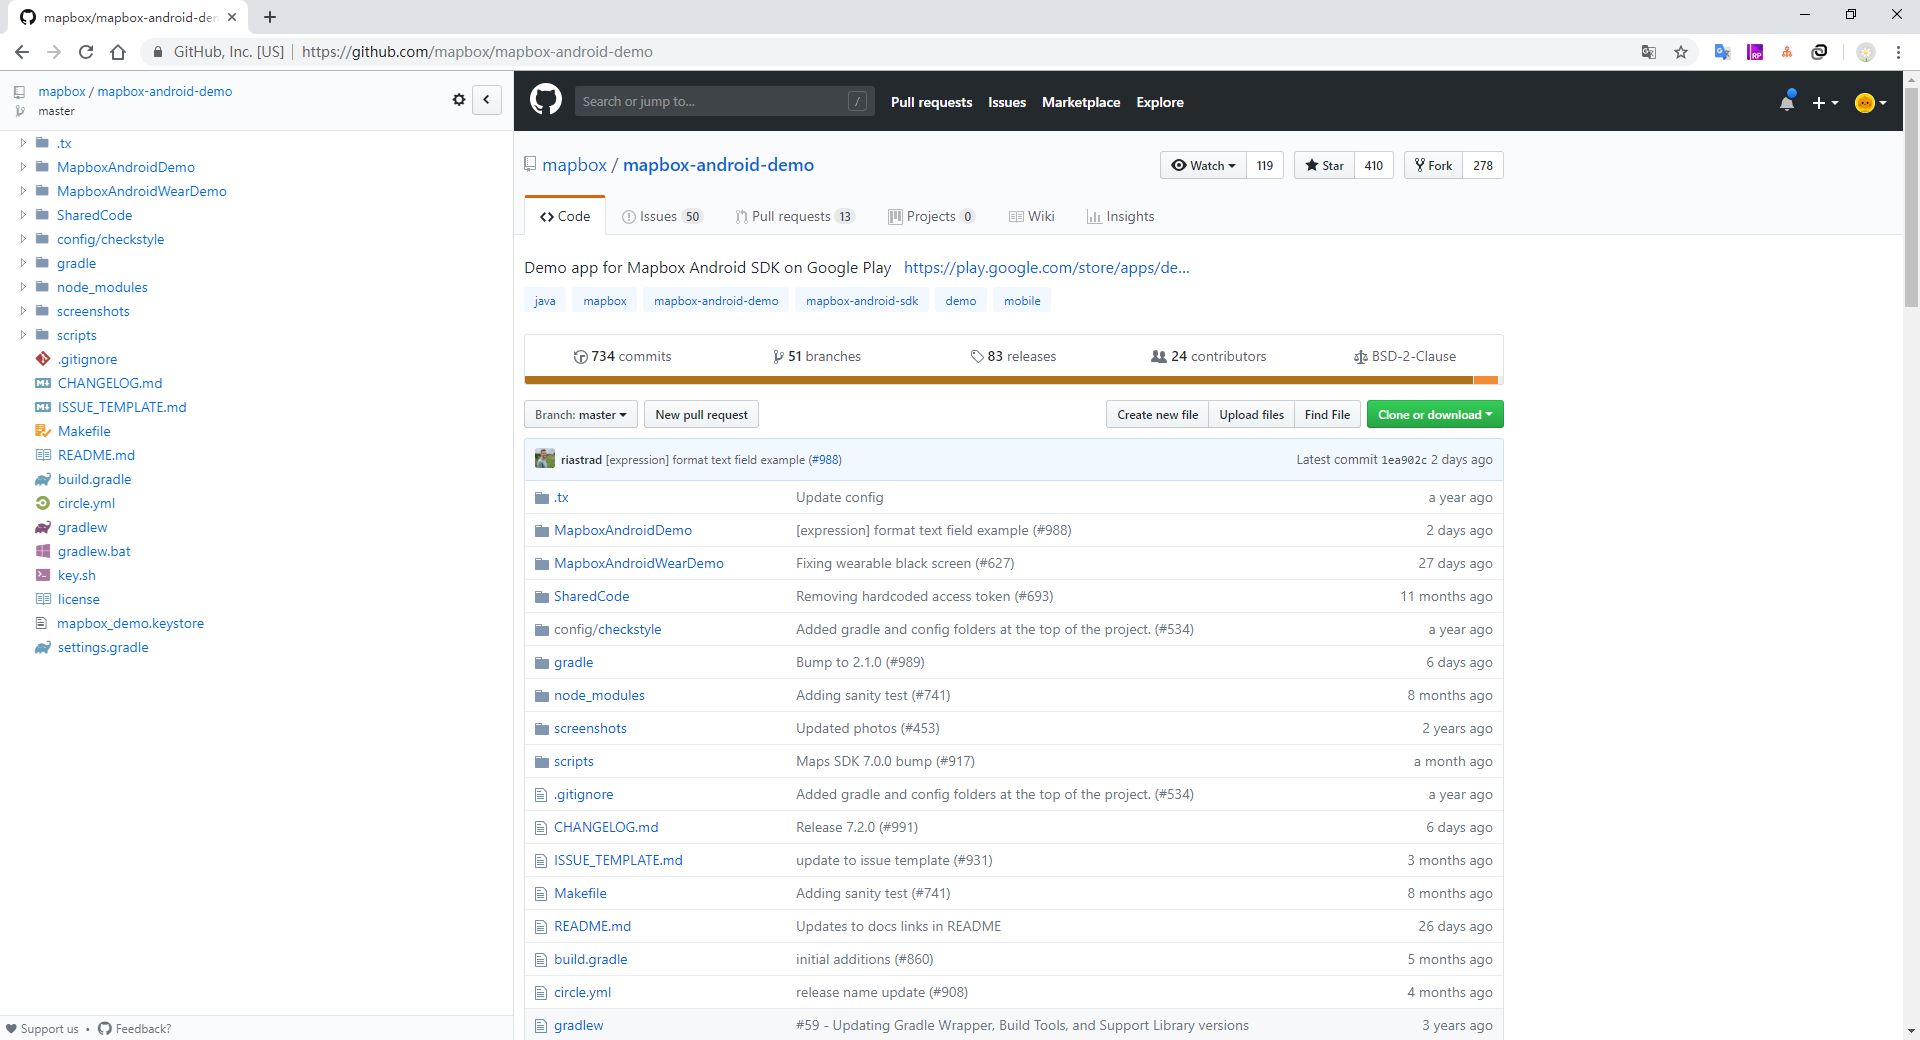 mapbox/mapbox-android-de
GitHub, Inc. [US] | https://github.com/mapbox/mapbox-android-demo
mapbox / mapbox-android-demo
master
.tx
MapboxAndroidDemo
MapboxAndroidWearDemo
SharedCode
config/checkstyle
gradle
node_modules
screenshots
scripts
.gitignore
CHANGELOG.md
ISSUE_TEMPLATE.md
Makefile
README.md
build.gradle
circle.yml
gradlew
gradlew.bat
key.sh
license
mapbox_demo.keystore
settings.gradle
Support us • Feedback?
Search or jump to... /
Pull requests Issues Marketplace Explore
mapbox / mapbox-android-demo
Watch 119 Star 410 Fork 278
Code Issues 50 Pull requests 13 Projects 0 Wiki Insights
Demo app for Mapbox Android SDK on Google Play https://play.google.com/store/apps/de...
java mapbox mapbox-android-demo mapbox-android-sdk demo mobile
734 commits 51 branches 83 releases 24 contributors BSD-2-Clause
Branch: master New pull request Create new file Upload files Find File Clone or download
riastrad [expression] format text field example (#988) Latest commit 1ea902c 2 days ago
.tx Update config a year ago
MapboxAndroidDemo [expression] format text field example (#988) 2 days ago
MapboxAndroidWearDemo Fixing wearable black screen (#627) 27 days ago
SharedCode Removing hardcoded access token (#693) 11 months ago
config/checkstyle Added gradle and config folders at the top of the project. (#534) a year ago
gradle Bump to 2.1.0 (#989) 6 days ago
node_modules Adding sanity test (#741) 8 months ago
screenshots Updated photos (#453) 2 years ago
scripts Maps SDK 7.0.0 bump (#917) a month ago
.gitignore Added gradle and config folders at the top of the project. (#534) a year ago
CHANGELOG.md Release 7.2.0 (#991) 6 days ago
ISSUE_TEMPLATE.md update to issue template (#931) 3 months ago
Makefile Adding sanity test (#741) 8 months ago
README.md Updates to docs links in README 26 days ago
build.gradle initial additions (#860) 5 months ago
circle.yml release name update (#908) 4 months ago
gradlew #59 - Updating Gradle Wrapper, Build Tools, and Support Library versions 3 years ago